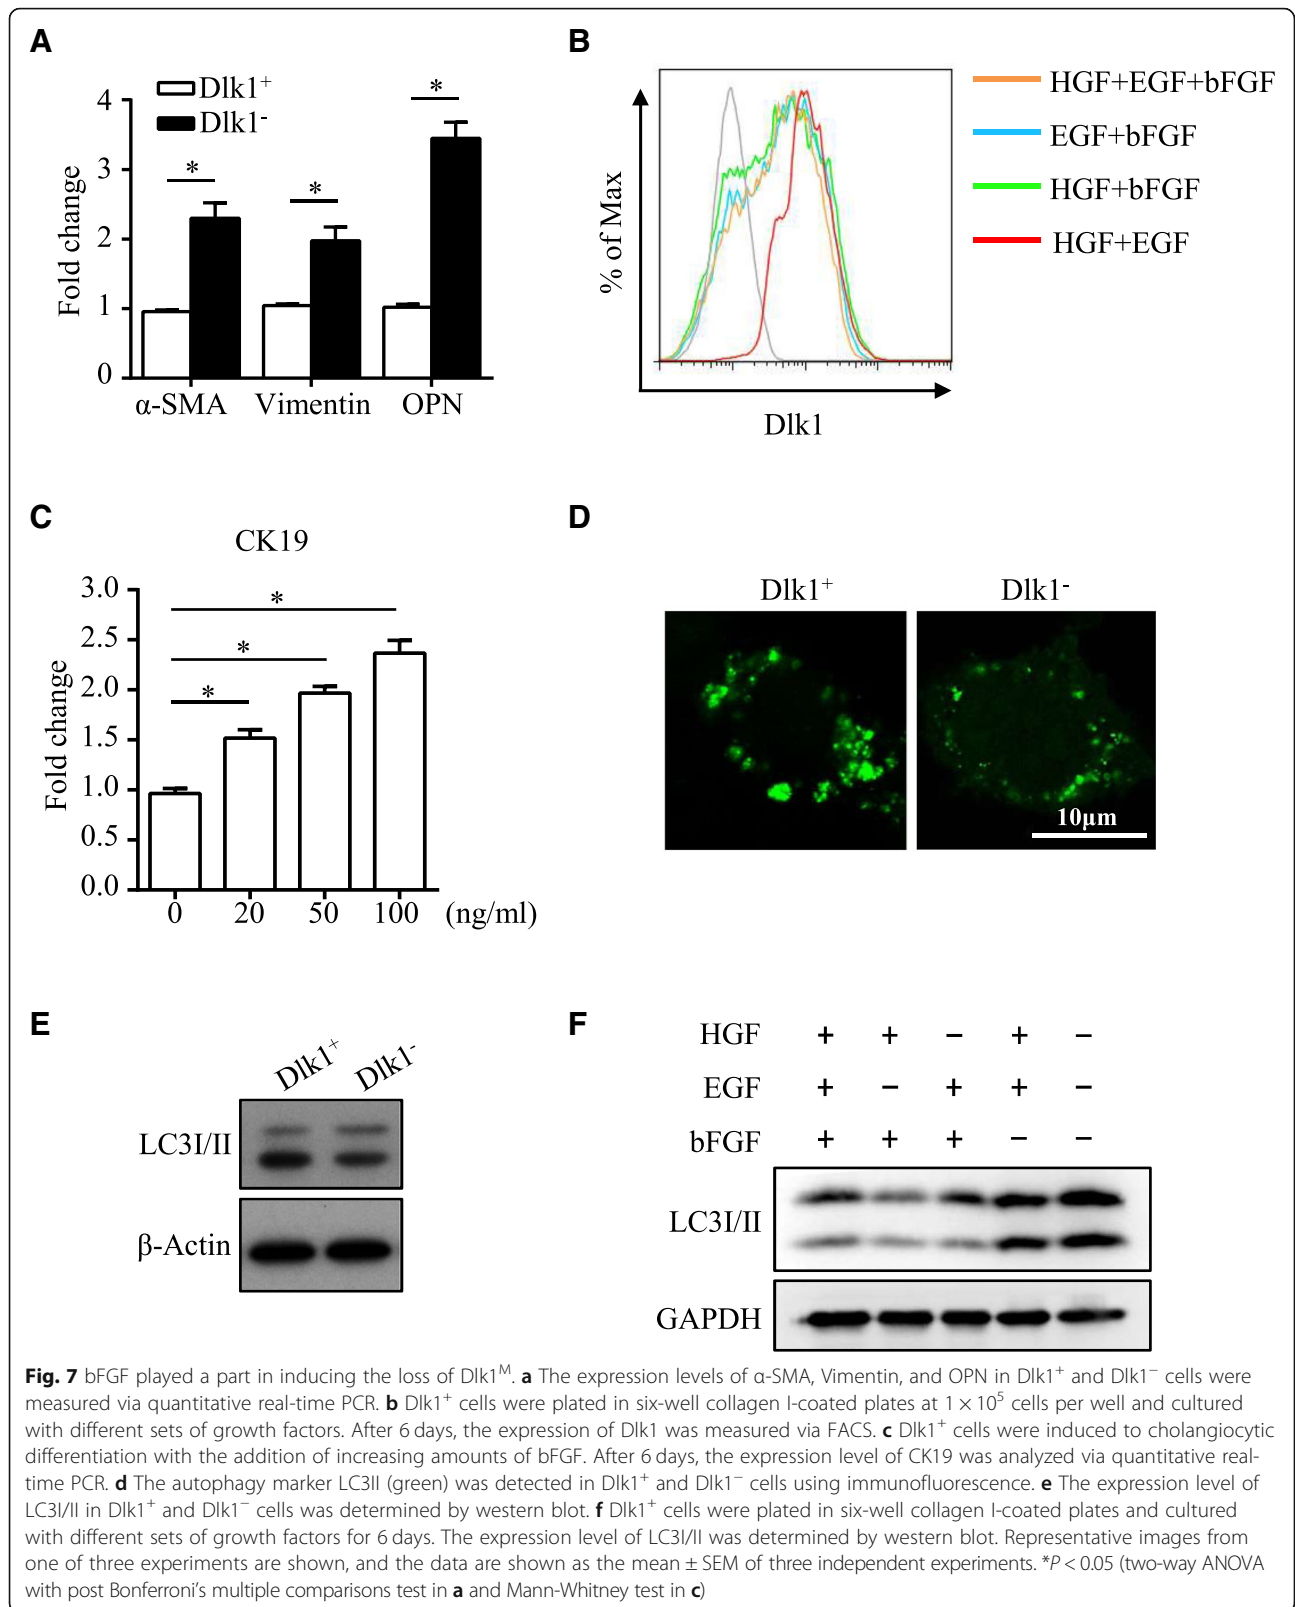 A
Dlk1+
Dlk1-
Fold change
4
3
2
1
0
*
*
*
α-SMA Vimentin OPN
B
% of Max
Dlk1
HGF+EGF+bFGF
EGF+bFGF
HGF+bFGF
HGF+EGF
C
CK19
Fold change
3.0
2.5
2.0
1.5
1.0
0.5
0.0
*
*
*
0 20 50 100 (ng/ml)
D
Dlk1+ Dlk1-
10μm
E
Dlk1+ Dlk1-
LC3I/II
β-Actin
F
HGF + + − + −
EGF + − + + −
bFGF + + + − −
LC3I/II
GAPDH
Fig. 7 bFGF played a part in inducing the loss of Dlk1M. a The expression levels of α-SMA, Vimentin, and OPN in Dlk1+ and Dlk1− cells were
measured via quantitative real-time PCR. b Dlk1+ cells were plated in six-well collagen I-coated plates at 1 × 10⁵ cells per well and cultured
with different sets of growth factors. After 6 days, the expression of Dlk1 was measured via FACS. c Dlk1+ cells were induced to cholangiocytic
differentiation with the addition of increasing amounts of bFGF. After 6 days, the expression level of CK19 was analyzed via quantitative real-
time PCR. d The autophagy marker LC3II (green) was detected in Dlk1+ and Dlk1− cells using immunofluorescence. e The expression level of
LC3I/II in Dlk1+ and Dlk1− cells was determined by western blot. f Dlk1+ cells were plated in six-well collagen I-coated plates and cultured
with different sets of growth factors for 6 days. The expression level of LC3I/II was determined by western blot. Representative images from
one of three experiments are shown, and the data are shown as the mean ± SEM of three independent experiments. *P < 0.05 (two-way ANOVA
with post Bonferroni's multiple comparisons test in a and Mann-Whitney test in c)